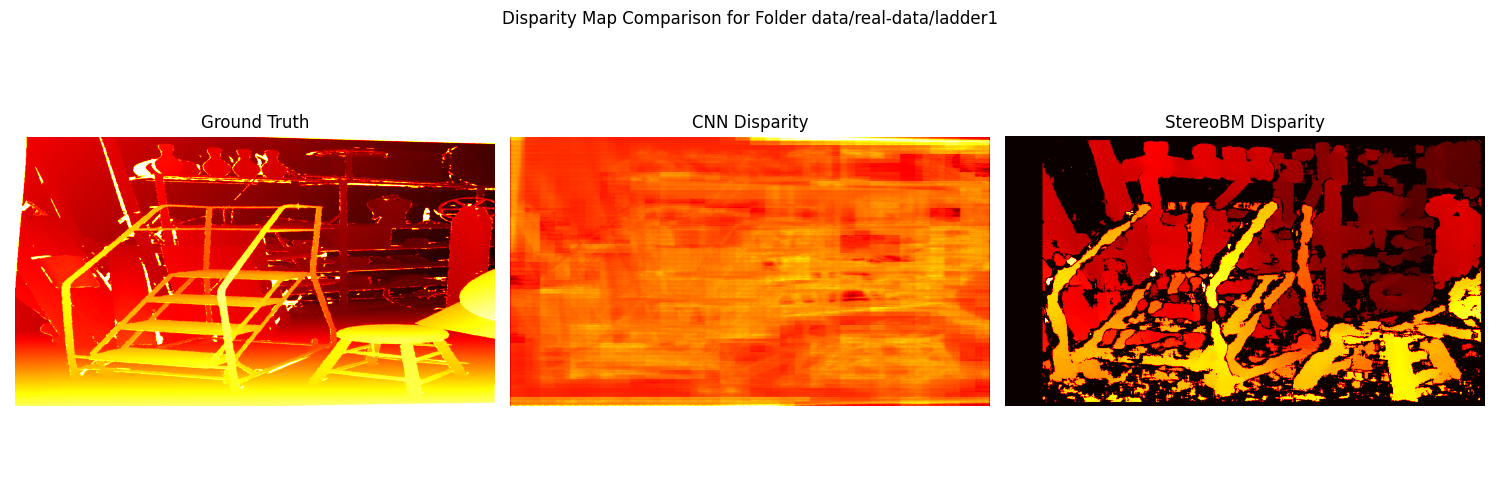 Disparity Map Comparison for Folder data/real-data/ladder1
Ground Truth
CNN Disparity
StereoBM Disparity